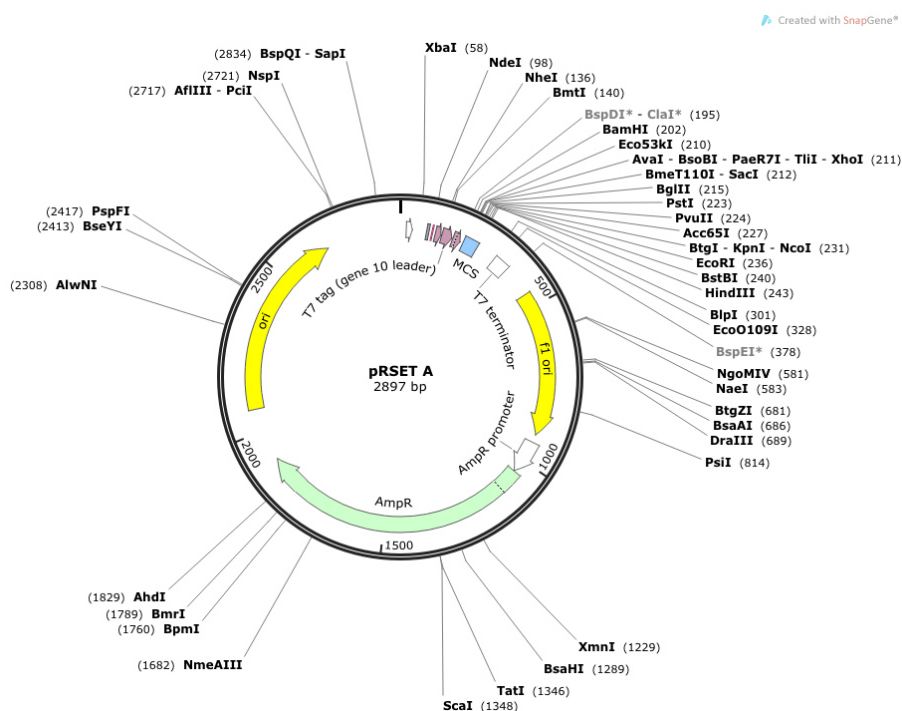 Created with SnapGene®
(2834) BspQI - SapI
(2721) NspI
(2717) AflIII - PciI
XbaI (58)
NdeI (98)
NheI (136)
BmtI (140)
BspDI* - ClaI* (195)
BamHI (202)
Eco53kI (210)
AvaI - BsoBI - PaeR7I - TliI - XhoI (211)
BmeT110I - SacI (212)
BglII (215)
PstI (223)
PvuII (224)
Acc65I (227)
BtgI - KpnI - NcoI (231)
EcoRI (236)
BstBI (240)
HindIII (243)
BlpI (301)
EcoO109I (328)
BspEI* (378)
NgoMIV (581)
NaeI (583)
BtgZI (681)
BsaAI (686)
DraIII (689)
PsiI (814)
(2417) PspFI
(2413) BseYI
(2308) AlwNI
2500
ori
T7 tag (gene 10 leader)
MCS
T7 terminator
500
f1 ori
pRSET A
2897 bp
AmpR promoter
1000
2000
AmpR
1500
(1829) AhdI
(1789) BmrI
(1760) BpmI
(1682) NmeAIII
XmnI (1229)
BsaHI (1289)
TatI (1346)
ScaI (1348)